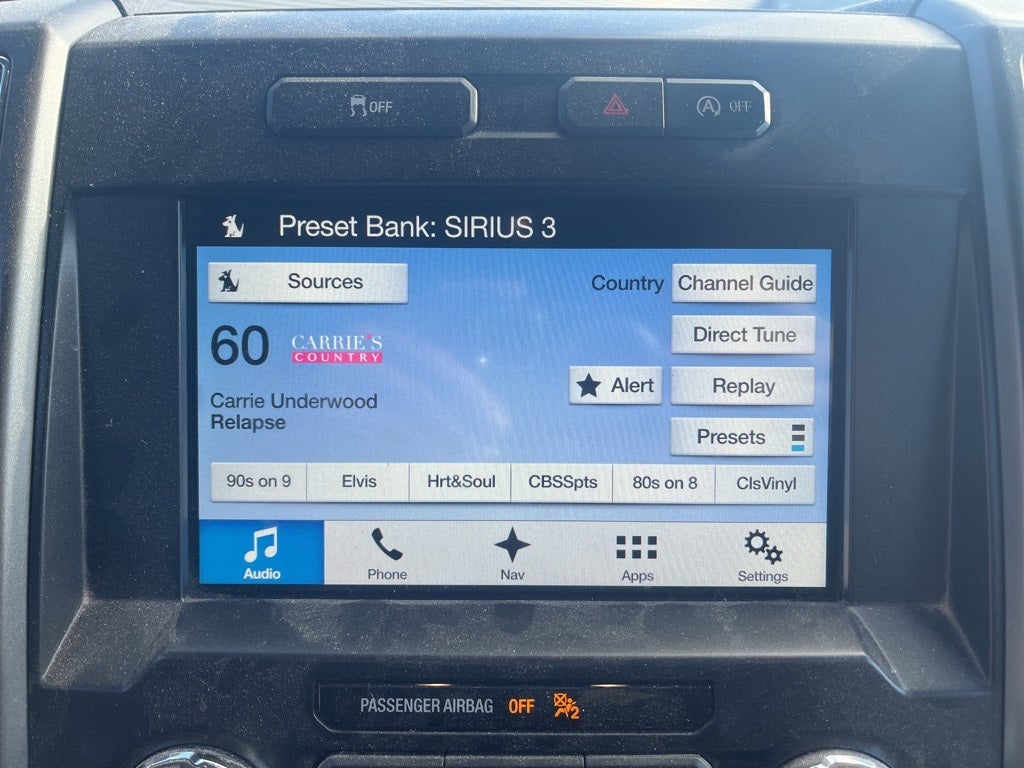 OFF
A OFF
Preset Bank: SIRIUS 3
Sources
Country
Channel Guide
60
CARRIE'S
COUNTRY
Direct Tune
Alert
Replay
Carrie Underwood
Relapse
Presets
90s on 9
Elvis
Hrt&Soul
CBSSpts
80s on 8
ClsVinyl
Audio
Phone
Nav
Apps
Settings
PASSENGER AIRBAG OFF 2